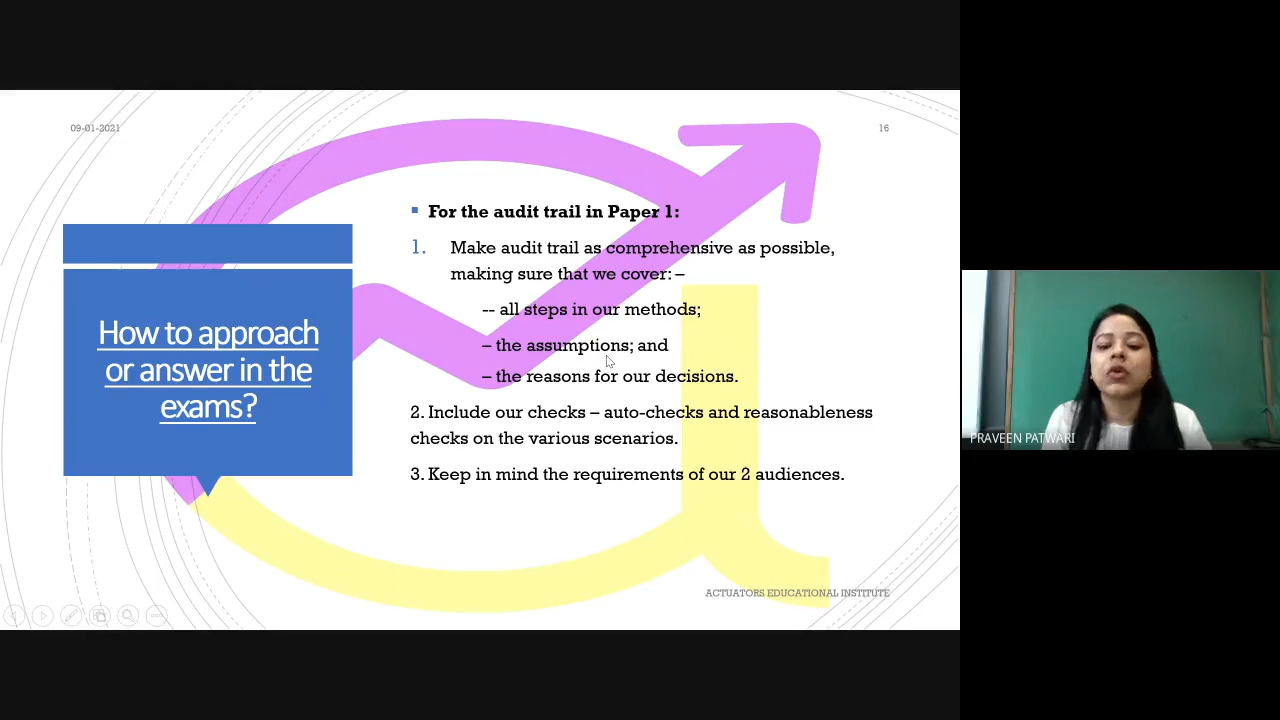 09-01-2021
16
How to approach
or answer in the
exams?
▪ For the audit trail in Paper 1:
1. Make audit trail as comprehensive as possible,
making sure that we cover: –
-- all steps in our methods;
– the assumptions; and
– the reasons for our decisions.
2. Include our checks – auto-checks and reasonableness
checks on the various scenarios.
3. Keep in mind the requirements of our 2 audiences.
ACTUATORS EDUCATIONAL INSTITUTE
PRAVEEN PATWARI